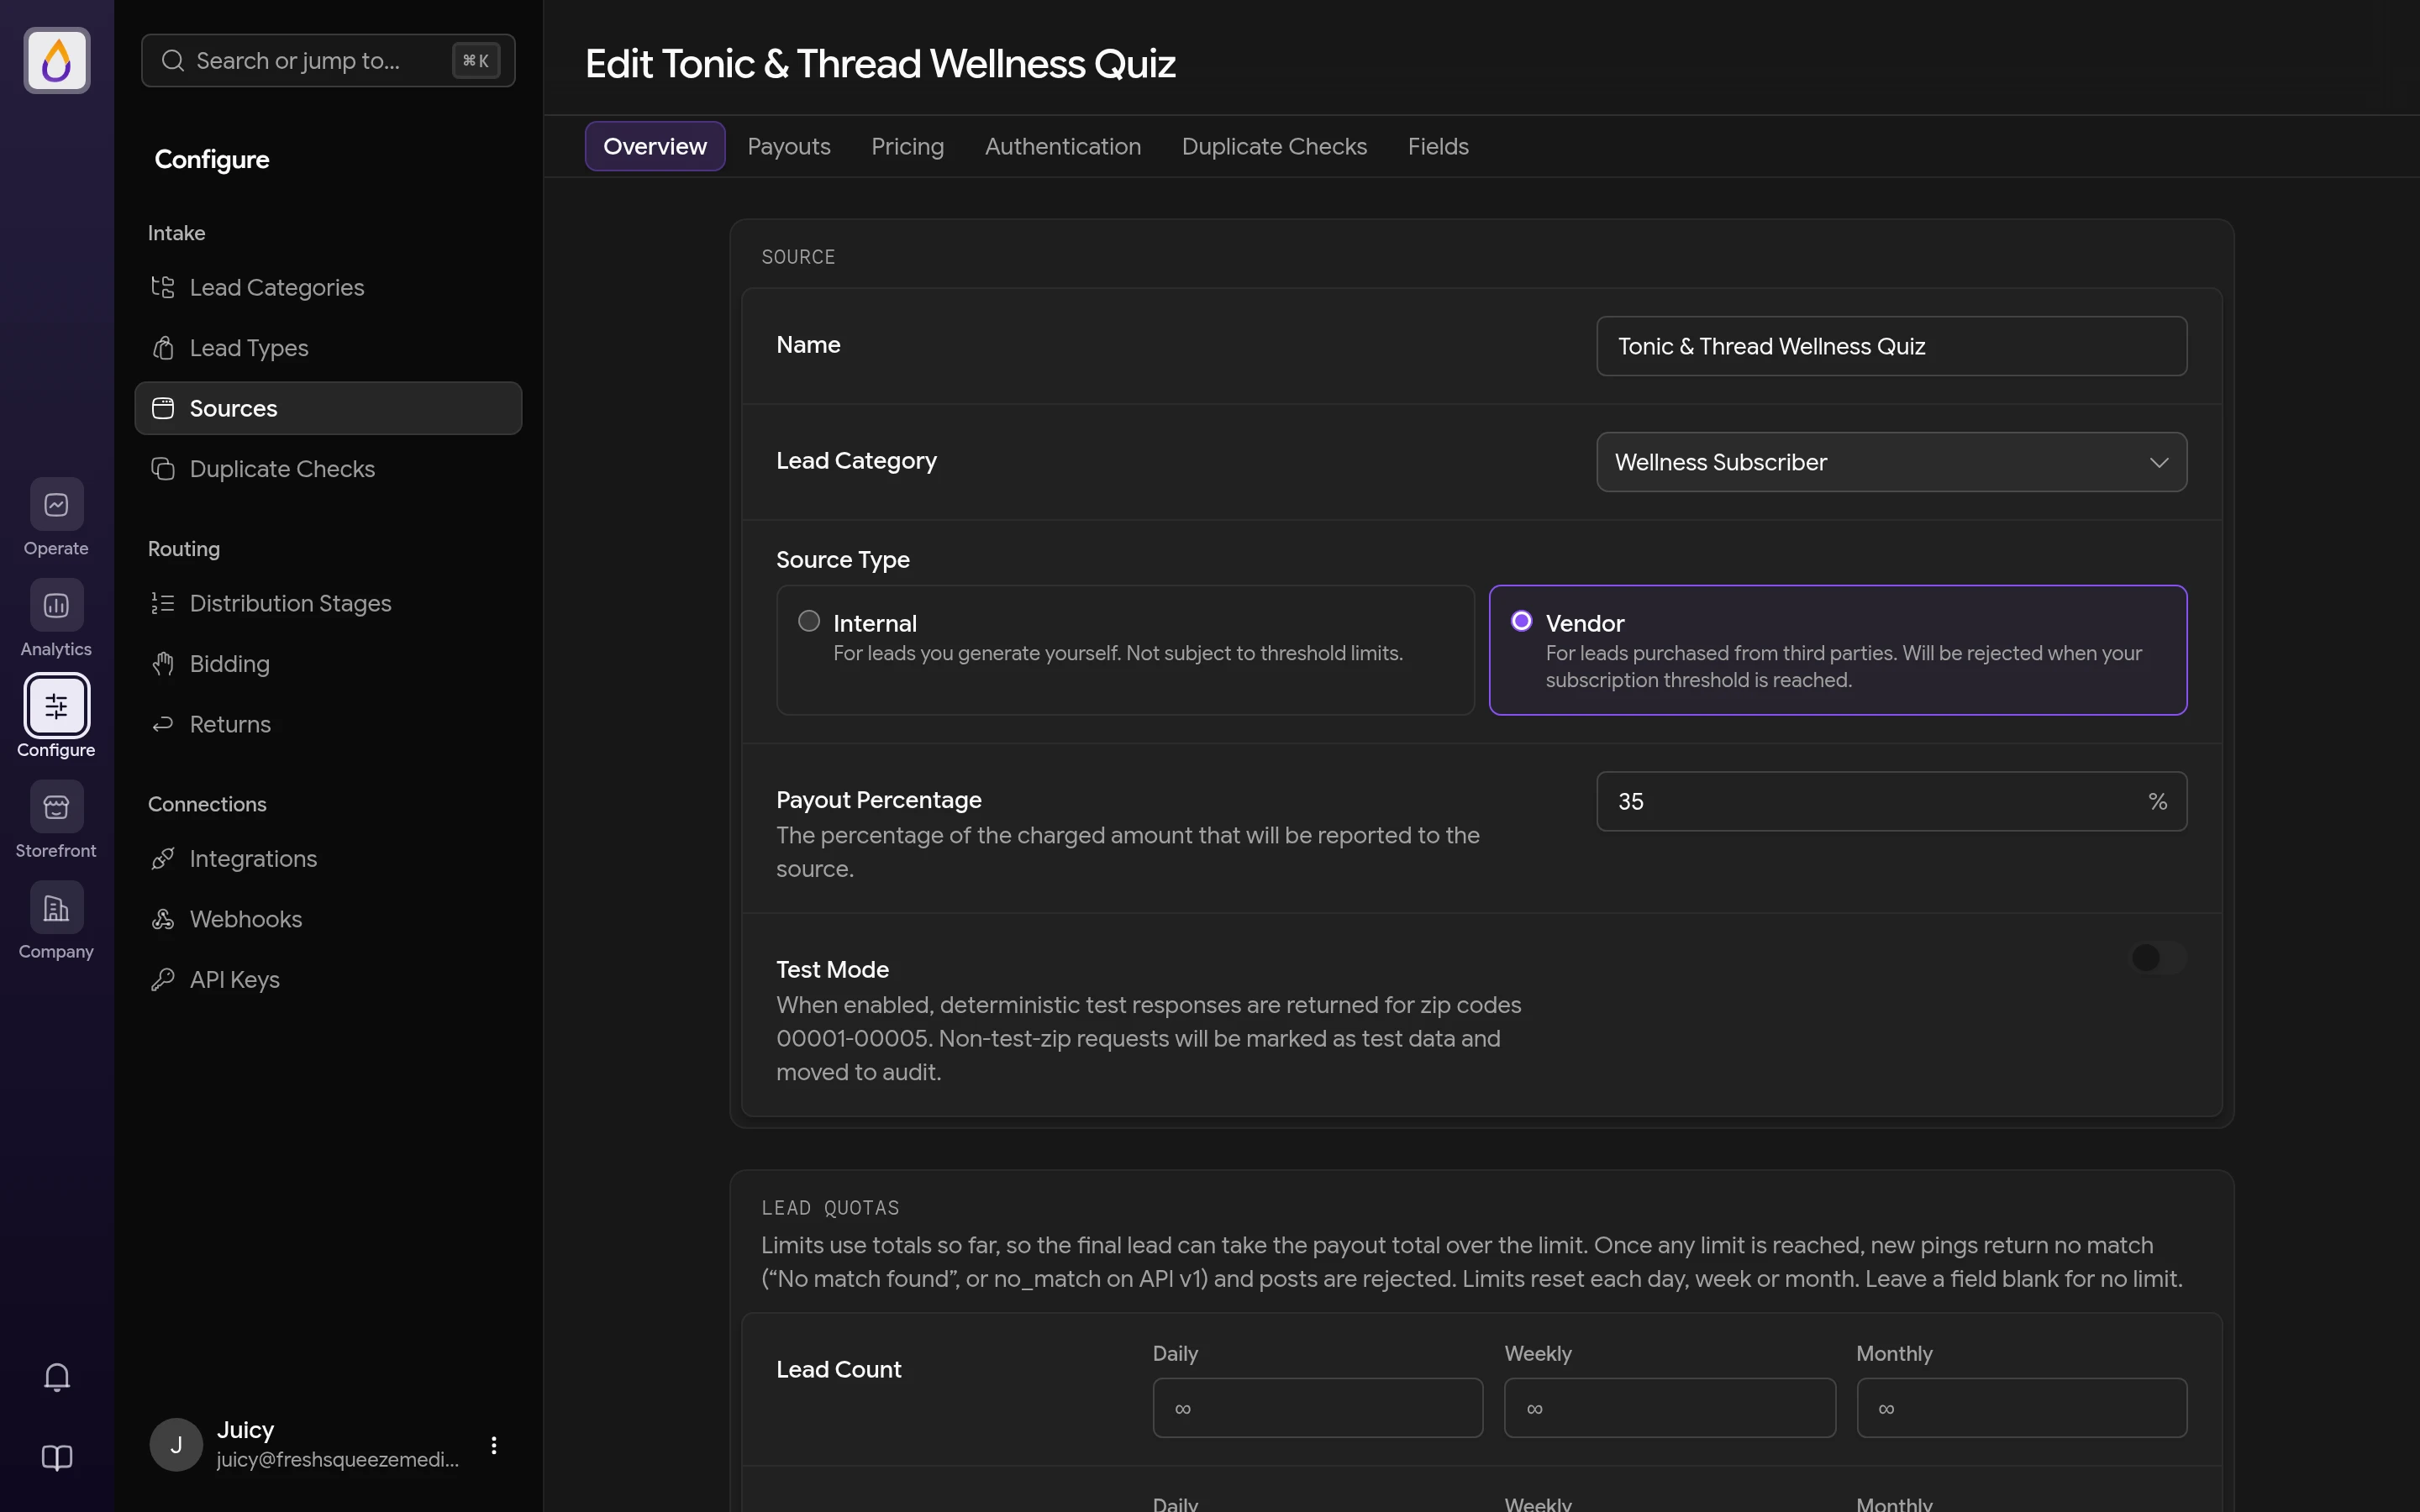 Search or jump to...
⌘K
Edit Tonic & Thread Wellness Quiz
Configure
Overview
Payouts
Pricing
Authentication
Duplicate Checks
Fields
Intake
Lead Categories
Lead Types
Sources
Duplicate Checks
Routing
Distribution Stages
Bidding
Returns
Connections
Integrations
Webhooks
API Keys
Operate
Analytics
Configure
Storefront
Company
J
Juicy
juicy@freshsqueezemedi...
SOURCE
Name
Tonic & Thread Wellness Quiz
Lead Category
Wellness Subscriber
Source Type
Internal
For leads you generate yourself. Not subject to threshold limits.
Vendor
For leads purchased from third parties. Will be rejected when your
subscription threshold is reached.
Payout Percentage
The percentage of the charged amount that will be reported to the
source.
35
%
Test Mode
When enabled, deterministic test responses are returned for zip codes
00001-00005. Non-test-zip requests will be marked as test data and
moved to audit.
LEAD QUOTAS
Limits use totals so far, so the final lead can take the payout total over the limit. Once any limit is reached, new pings return no match
(“No match found”, or no_match on API v1) and posts are rejected. Limits reset each day, week or month. Leave a field blank for no limit.
Lead Count
Daily
Weekly
Monthly
∞
∞
∞
Daily
Weekly
Monthly